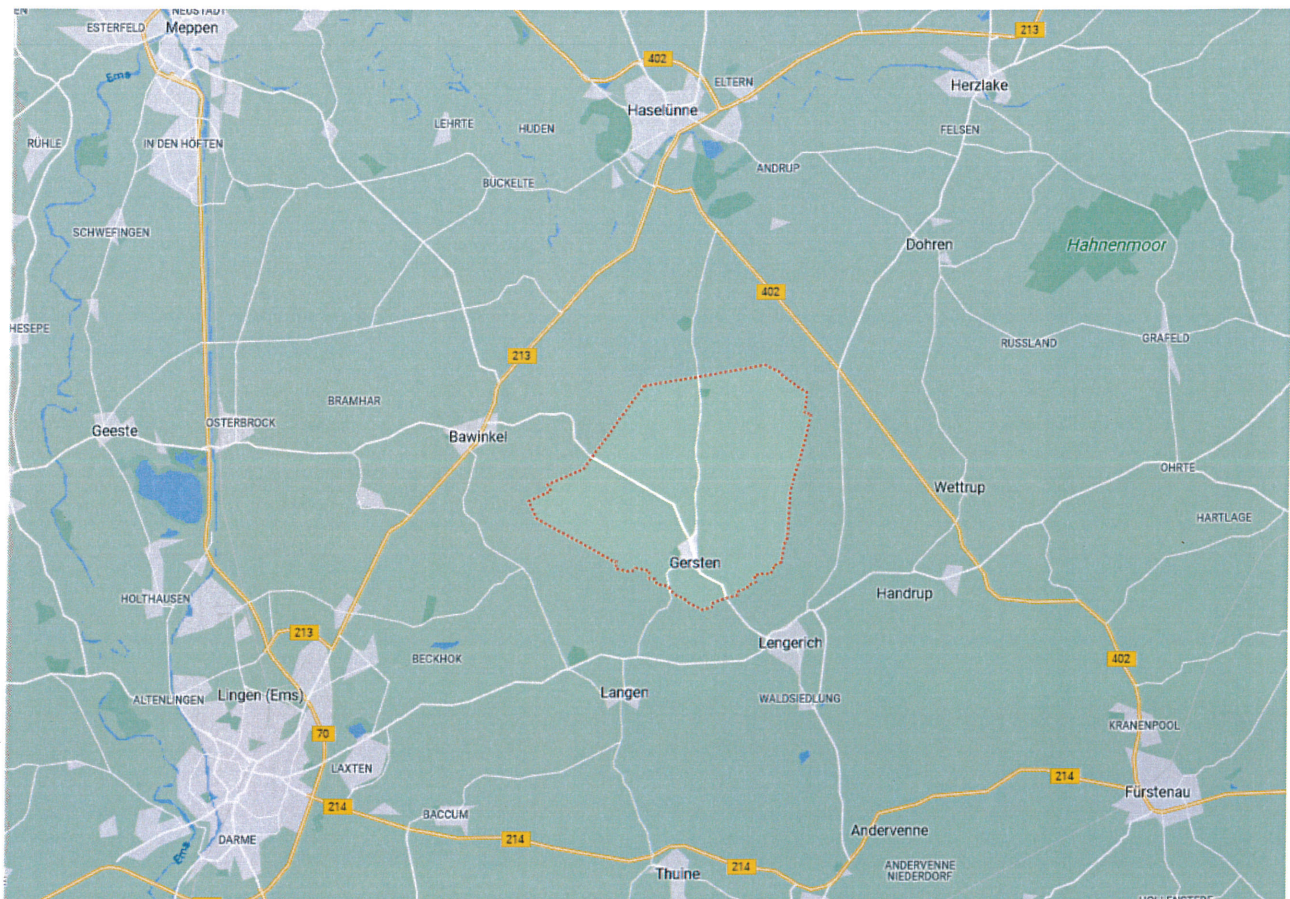 EN
ESTERFELD
NEUSTADT
Meppen
Ems
402
213
ELTERN
Haselünne
Herzlake
LEHRTE
HUDEN
FELSEN
RÜHLE
IN DEN HÖFTEN
ANDRUP
BÜCKELTE
SCHWEFINGEN
Dohren
Hahnenmoor
402
HESEPE
RÜSSLAND
GRAFELD
213
BRAMHAR
Geeste
OSTERBROCK
Bawinkel
OHRTE
Wettrup
HARTLAGE
Gersten
HOLTHAUSEN
Handrup
213
Lengerich
BECKHOK
402
ALTENLINGEN
Lingen (Ems)
Langen
WALDSIEDLUNG
KRANENPOOL
70
LAXTEN
214
Fürstenau
214
BACCUM
Andervenne
DARME
214
Ems
214
ANDERVENNE
NIEDERDORF
Thuine